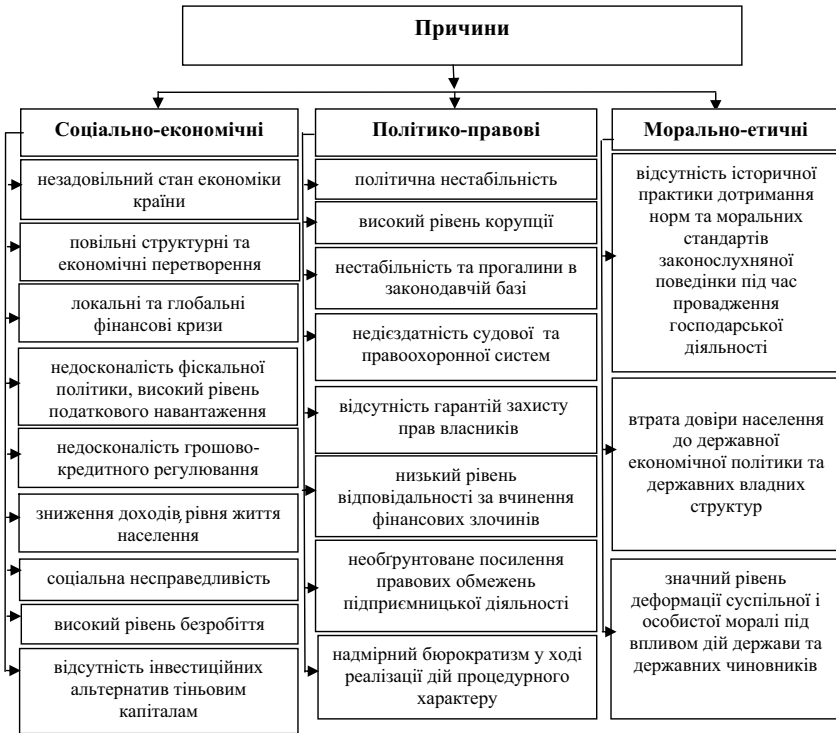 Причини
Соціально-економічні
незадовільний стан економіки
країни
повільні структурні та
економічні перетворення
локальні та глобальні
фінансові кризи
недосконалість фіскальної
політики, високий рівень
податкового навантаження
недосконалість грошово-
кредитного регулювання
зниження доходів, рівня життя
населення
соціальна несправедливість
високий рівень безробіття
відсутність інвестиційних
альтернатив тіньовим
капіталам
Політико-правові
політична нестабільність
високий рівень корупції
нестабільність та прогалини в
законодавчій базі
недієздатність судової та
правоохоронної систем
відсутність гарантій захисту
прав власників
низький рівень
відповідальності за вчинення
фінансових злочинів
необґрунтоване посилення
правових обмежень
підприємницької діяльності
надмірний бюрократизм у ході
реалізації дій процедурного
характеру
Морально-етичні
відсутність історичної
практики дотримання
норм та моральних
стандартів
законослухняної
поведінки під час
провадження
господарської
діяльності
втрата довіри населення
до державної
економічної політики та
державних владних
структур
значний рівень
деформації суспільної і
особистої моралі під
впливом дій держави та
державних чиновників